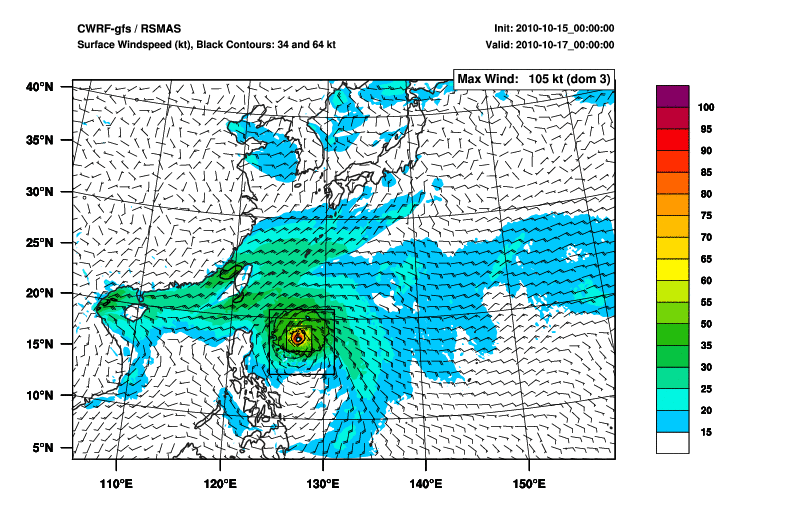 CWRF-gfs / RSMAS
Init: 2010-10-15_00:00:00
Surface Windspeed (kt), Black Contours: 34 and 64 kt
Valid: 2010-10-17_00:00:00
Max Wind: 105 kt (dom 3)
40°N
35°N
30°N
25°N
20°N
15°N
10°N
5°N
110°E
120°E
130°E
140°E
150°E
100
95
90
85
80
75
70
65
60
55
50
45
40
35
30
25
20
15